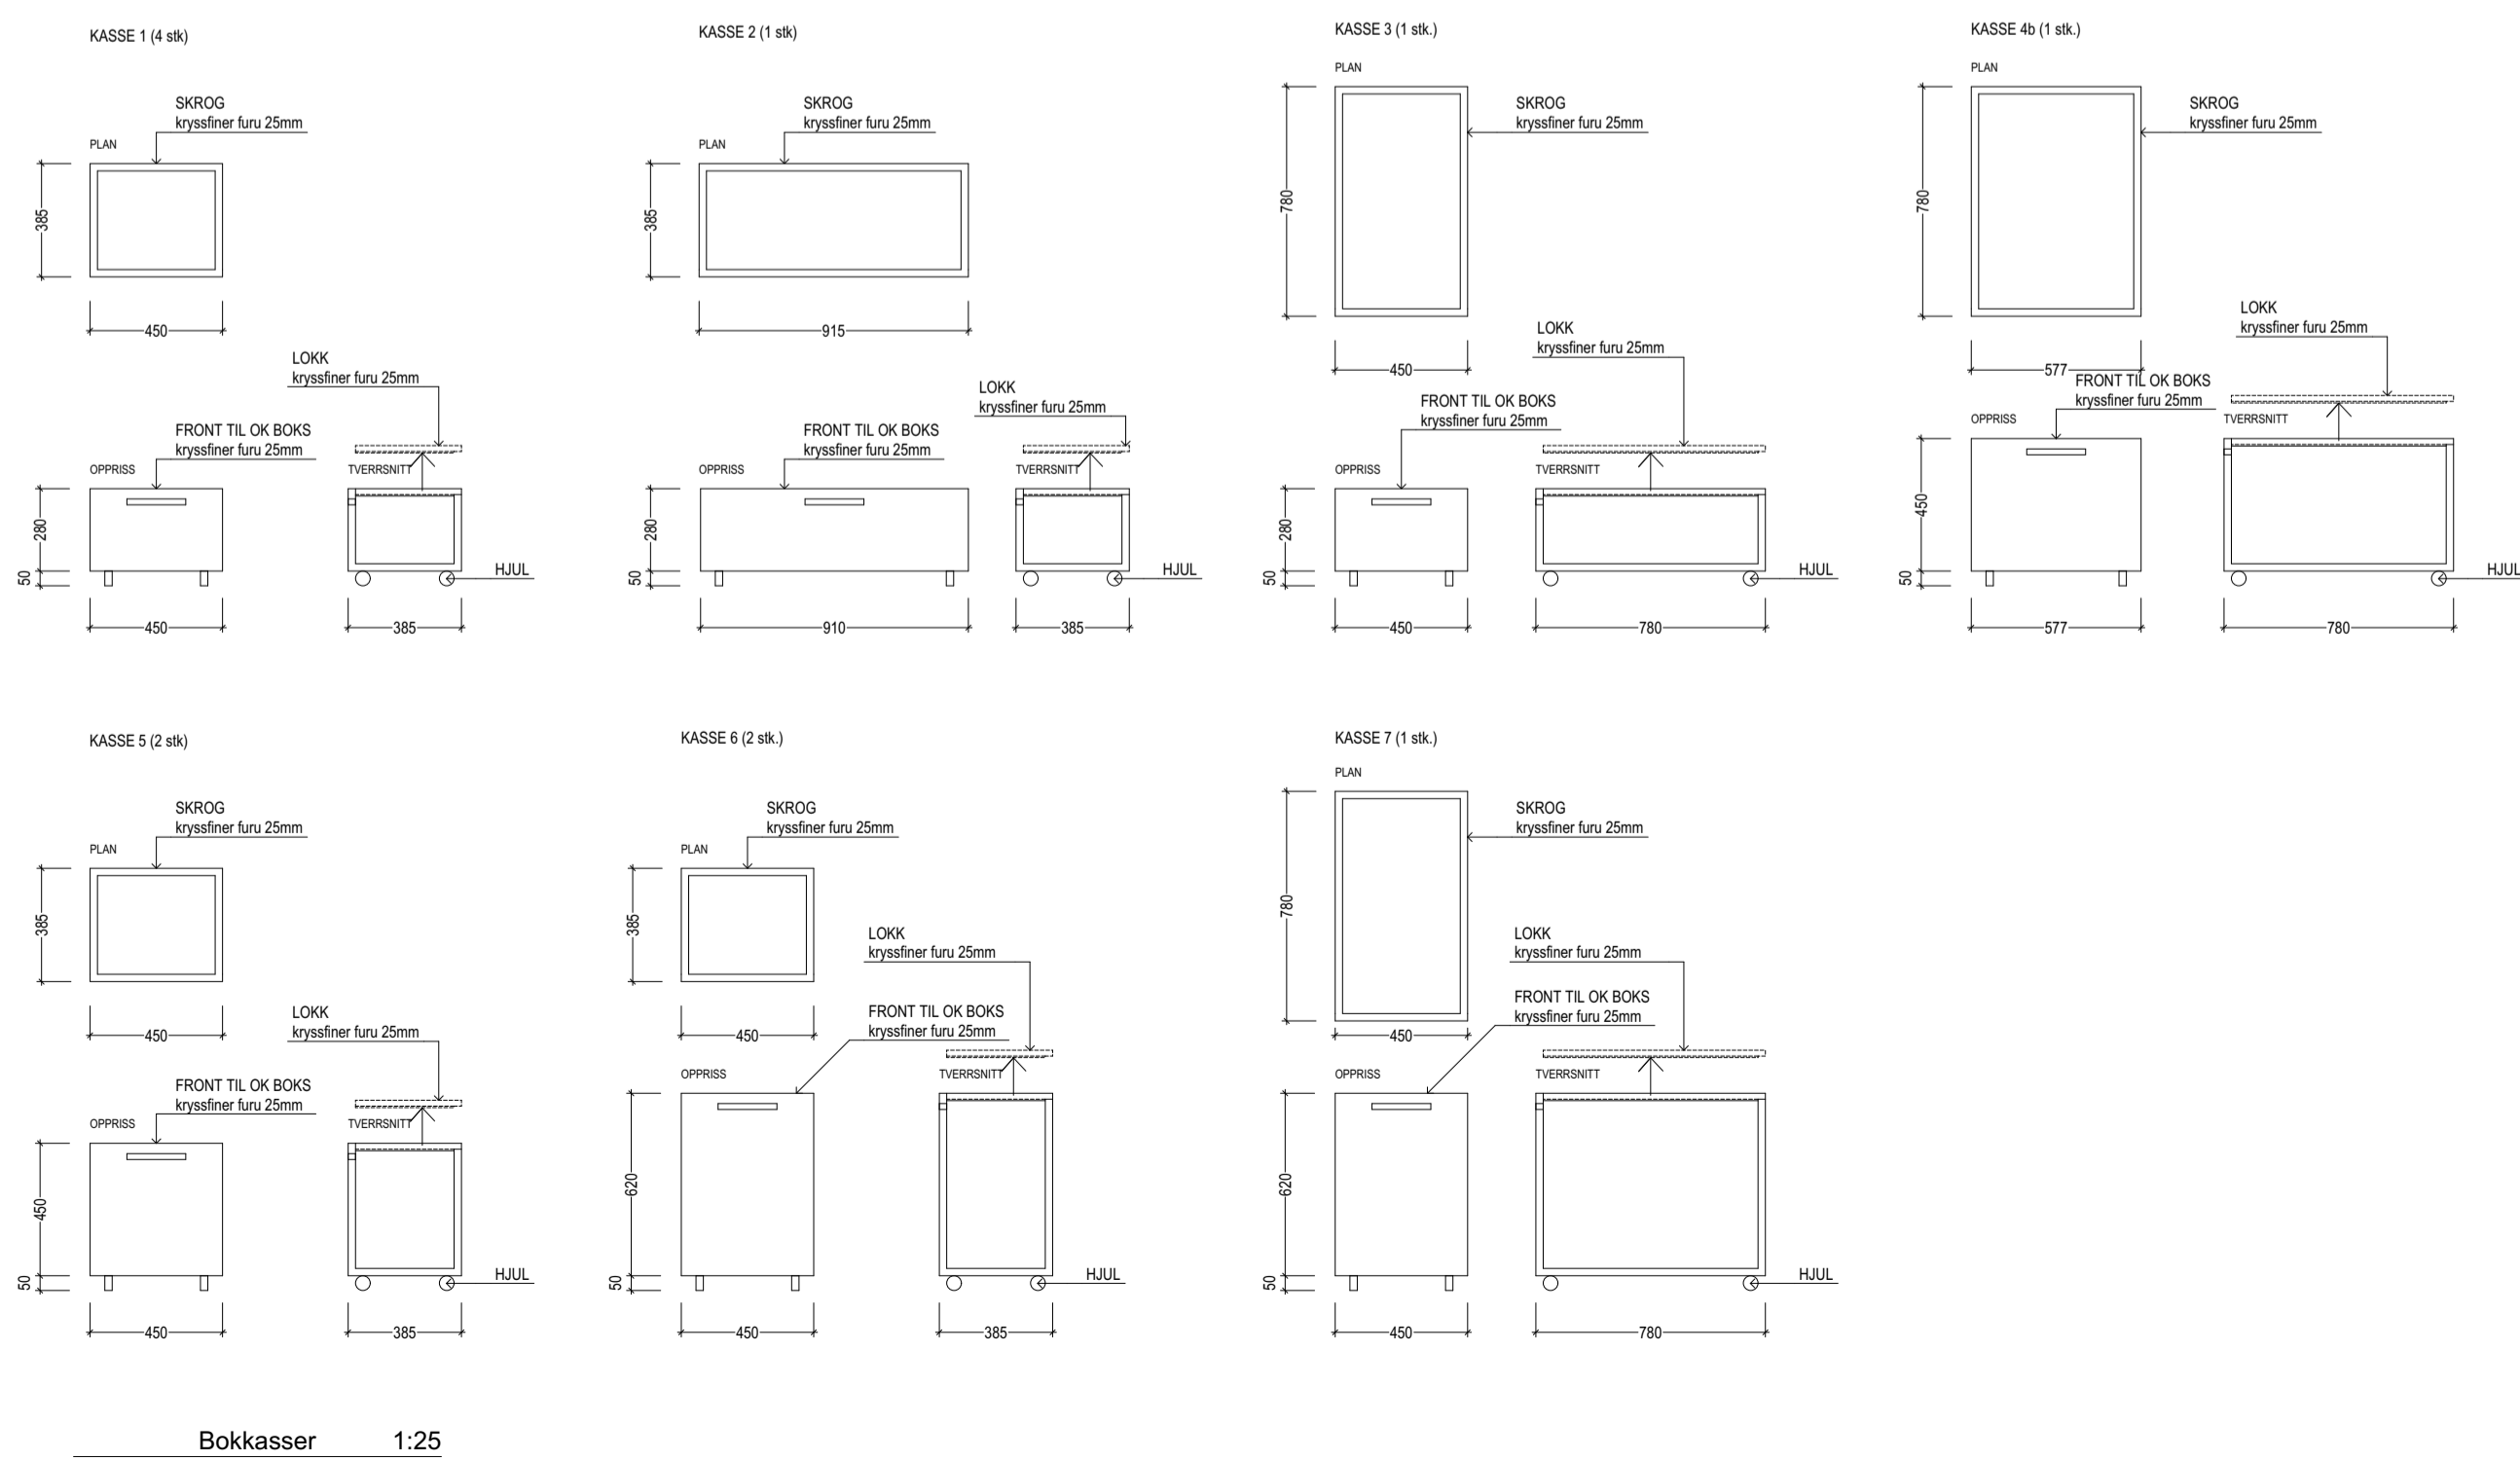 KASSE 1 (4 stk)
SKROG
kryssfiner furu 25mm
PLAN
385
450
LOKK
kryssfiner furu 25mm
FRONT TIL OK BOKS
kryssfiner furu 25mm
OPPRISS
TVERRSNITT
280
50
HJUL
450
385
KASSE 2 (1 stk)
SKROG
kryssfiner furu 25mm
PLAN
385
915
LOKK
kryssfiner furu 25mm
FRONT TIL OK BOKS
kryssfiner furu 25mm
OPPRISS
TVERRSNITT
280
50
HJUL
910
385
KASSE 3 (1 stk.)
PLAN
SKROG
kryssfiner furu 25mm
780
LOKK
kryssfiner furu 25mm
450
FRONT TIL OK BOKS
kryssfiner furu 25mm
OPPRISS
TVERRSNITT
280
50
HJUL
450
780
KASSE 4b (1 stk.)
PLAN
SKROG
kryssfiner furu 25mm
780
LOKK
kryssfiner furu 25mm
577
FRONT TIL OK BOKS
kryssfiner furu 25mm
OPPRISS
TVERRSNITT
450
50
HJUL
577
780
KASSE 5 (2 stk)
SKROG
kryssfiner furu 25mm
PLAN
385
450
LOKK
kryssfiner furu 25mm
FRONT TIL OK BOKS
kryssfiner furu 25mm
OPPRISS
TVERRSNITT
450
50
HJUL
450
385
KASSE 6 (2 stk.)
SKROG
kryssfiner furu 25mm
PLAN
385
LOKK
kryssfiner furu 25mm
450
FRONT TIL OK BOKS
kryssfiner furu 25mm
OPPRISS
TVERRSNITT
620
50
HJUL
450
385
KASSE 7 (1 stk.)
PLAN
SKROG
kryssfiner furu 25mm
780
LOKK
kryssfiner furu 25mm
FRONT TIL OK BOKS
kryssfiner furu 25mm
450
OPPRISS
TVERRSNITT
620
50
HJUL
450
780
Bokkasser 1:25